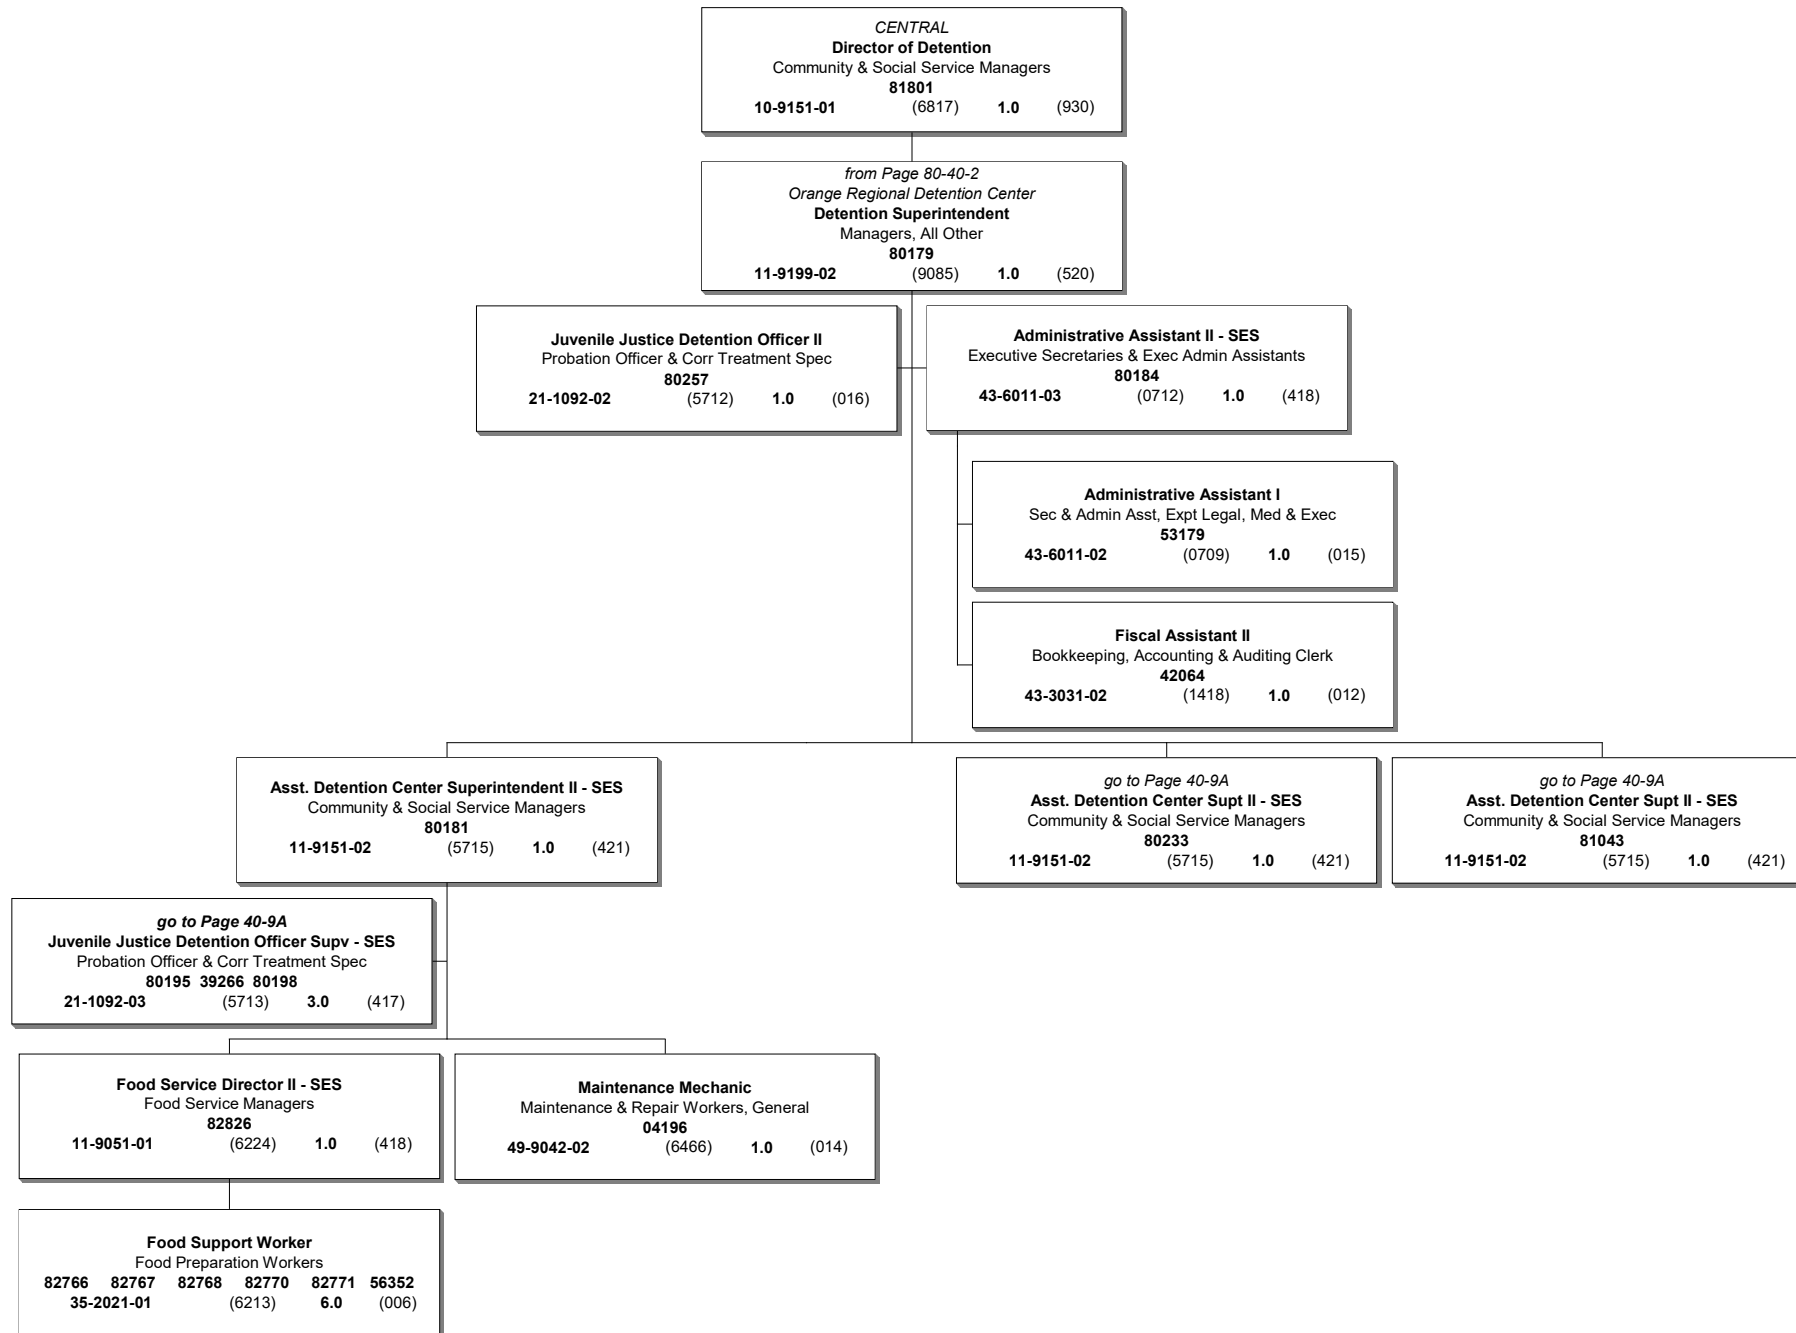 CENTRAL
Director of Detention
Community & Social Service Managers
81801
10-9151-01 (6817) 1.0 (930)
from Page 80-40-2
Orange Regional Detention Center
Detention Superintendent
Managers, All Other
80179
11-9199-02 (9085) 1.0 (520)
Juvenile Justice Detention Officer II
Probation Officer & Corr Treatment Spec
80257
21-1092-02 (5712) 1.0 (016)
Administrative Assistant II - SES
Executive Secretaries & Exec Admin Assistants
80184
43-6011-03 (0712) 1.0 (418)
Administrative Assistant I
Sec & Admin Asst, Expt Legal, Med & Exec
53179
43-6011-02 (0709) 1.0 (015)
Fiscal Assistant II
Bookkeeping, Accounting & Auditing Clerk
42064
43-3031-02 (1418) 1.0 (012)
Asst. Detention Center Superintendent II - SES
Community & Social Service Managers
80181
11-9151-02 (5715) 1.0 (421)
go to Page 40-9A
Asst. Detention Center Supt II - SES
Community & Social Service Managers
80233
11-9151-02 (5715) 1.0 (421)
go to Page 40-9A
Asst. Detention Center Supt II - SES
Community & Social Service Managers
81043
11-9151-02 (5715) 1.0 (421)
go to Page 40-9A
Juvenile Justice Detention Officer Supv - SES
Probation Officer & Corr Treatment Spec
80195 39266 80198
21-1092-03 (5713) 3.0 (417)
Food Service Director II - SES
Food Service Managers
82826
11-9051-01 (6224) 1.0 (418)
Maintenance Mechanic
Maintenance & Repair Workers, General
04196
49-9042-02 (6466) 1.0 (014)
Food Support Worker
Food Preparation Workers
82766 82767 82768 82770 82771 56352
35-2021-01 (6213) 6.0 (006)